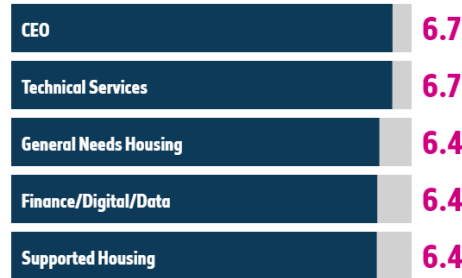 CEO 6.7
Technical Services 6.7
General Needs Housing 6.4
Finance/Digital/Data 6.4
Supported Housing 6.4